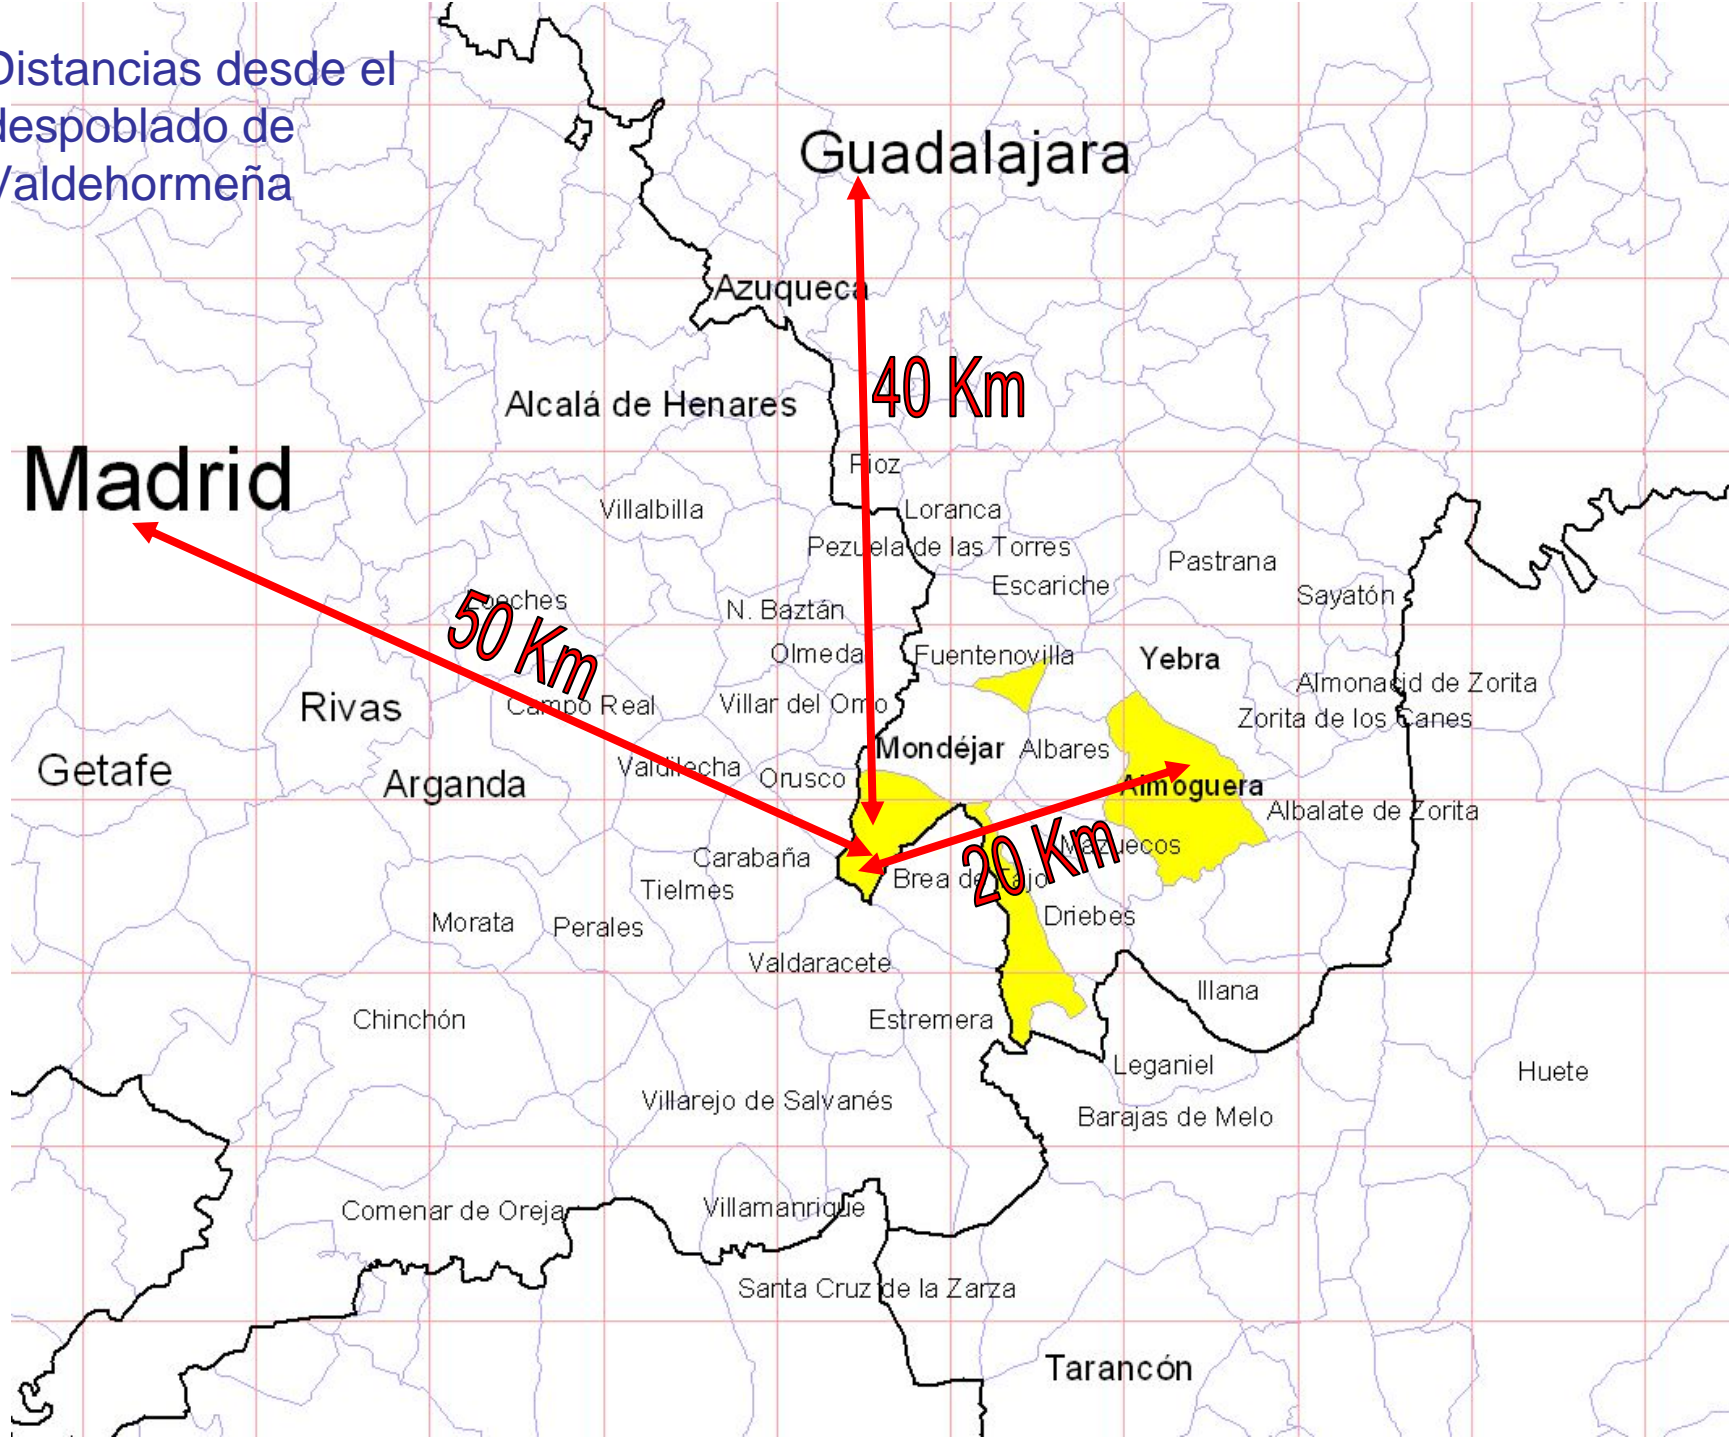 Distancias desde el
despoblado de
Valdehormeña
Guadalajara
Azuqueca
40 Km
Alcalá de Henares
Madrid
Pioz
Villalbilla
Loranca
Pezuela de las Torres
Pastrana
Escariche
Sayatón
Loeches
N. Baztán
50 Km
Olmeda
Fuentenovilla
Yebra
Almonacid de Zorita
Rivas
Campo Real
Villar del Omo
Zorita de los Canes
Mondéjar
Albares
Getafe
Arganda
Valdilecha
Orusco
Almoguera
Albalate de Zorita
20 Km
Mazuecos
Carabaña
Brea de Tajo
Tielmes
Driebes
Morata
Perales
Valdaracete
Illana
Chinchón
Estremera
Leganiel
Huete
Villarejo de Salvanés
Barajas de Melo
Comenar de Oreja
Villamanrique
Santa Cruz de la Zarza
Tarancón